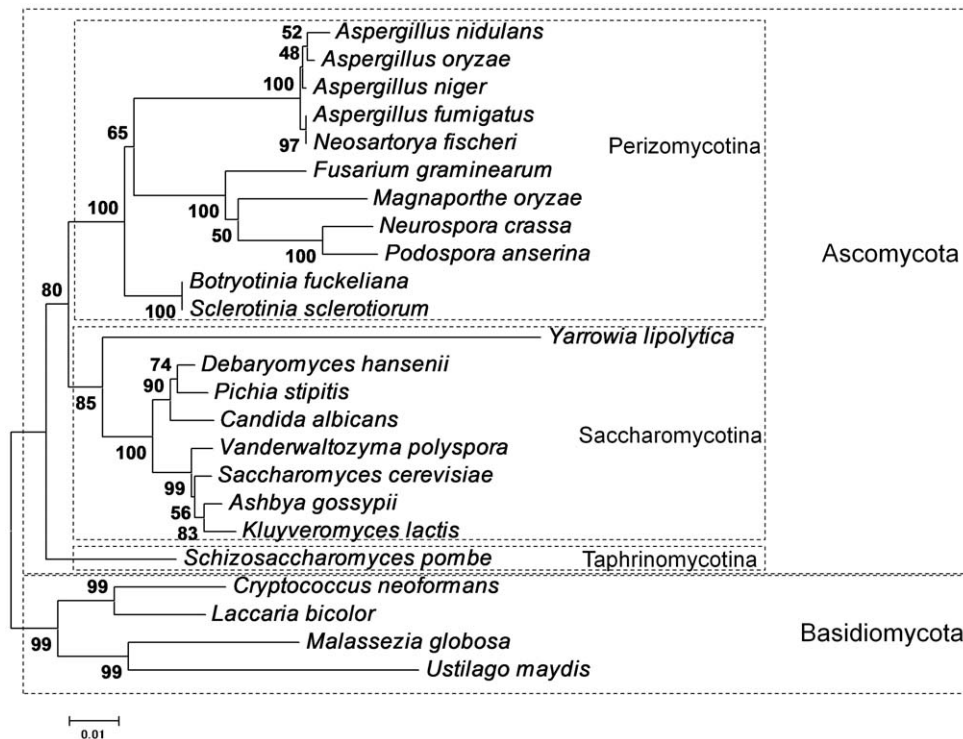 52 Aspergillus nidulans
48 Aspergillus oryzae
100 Aspergillus niger
Aspergillus fumigatus
97 Neosartorya fischeri
Perizomycotina
65
Fusarium graminearum
Magnaporthe oryzae
100
Neurospora crassa
50
100 Podospora anserina
100
Ascomycota
Botryotinia fuckeliana
100 Sclerotinia sclerotiorum
80
Yarrowia lipolytica
74 Debaryomyces hansenii
90 Pichia stipitis
85
Candida albicans
Saccharomycotina
100
Vanderwaltozyma polyspora
99 Saccharomyces cerevisiae
56 Ashbya gossypii
83 Kluyveromyces lactis
Schizosaccharomyces pombe Taphrinomycotina
99 Cryptococcus neoformans
Laccaria bicolor
99
Malassezia globosa
Basidiomycota
99 Ustilago maydis
0.01